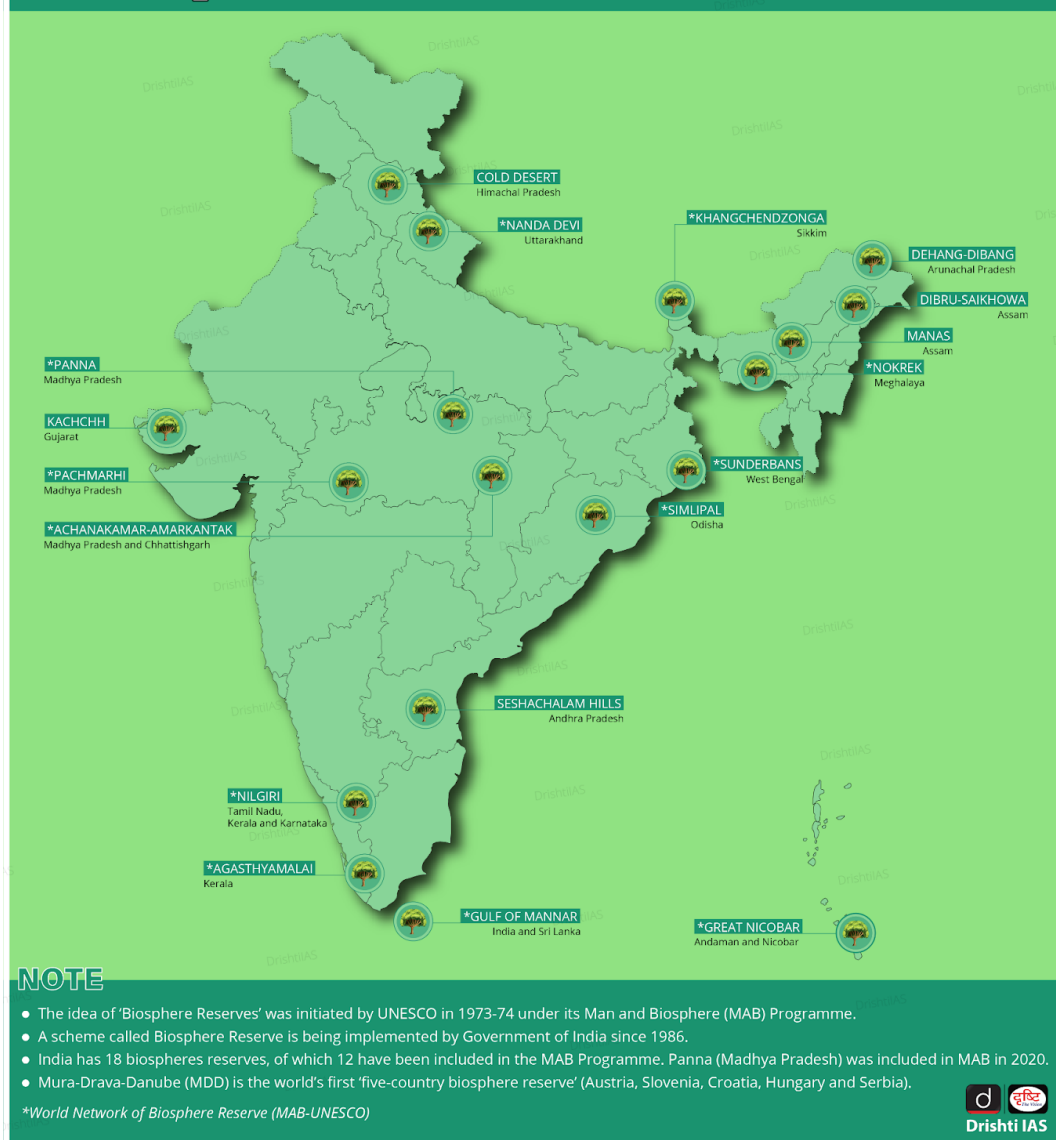 COLD DESERT
Himachal Pradesh
*NANDA DEVI
Uttarakhand
*KHANGCHENDZONGA
Sikkim
DEHANG-DIBANG
Arunachal Pradesh
DIBRU-SAIKHOWA
Assam
MANAS
Assam
*NOKREK
Meghalaya
*PANNA
Madhya Pradesh
KACHCHH
Gujarat
*PACHMARHI
Madhya Pradesh
*ACHANAKAMAR-AMARKANTAK
Madhya Pradesh and Chhattishgarh
*SUNDERBANS
West Bengal
*SIMLIPAL
Odisha
SESHACHALAM HILLS
Andhra Pradesh
*NILGIRI
Tamil Nadu,
Kerala and Karnataka
*AGASTHYAMALAI
Kerala
*GULF OF MANNAR
India and Sri Lanka
*GREAT NICOBAR
Andaman and Nicobar
NOTE
● The idea of ‘Biosphere Reserves’ was initiated by UNESCO in 1973-74 under its Man and Biosphere (MAB) Programme.
● A scheme called Biosphere Reserve is being implemented by Government of India since 1986.
● India has 18 biospheres reserves, of which 12 have been included in the MAB Programme. Panna (Madhya Pradesh) was included in MAB in 2020.
● Mura-Drava-Danube (MDD) is the world’s first ‘five-country biosphere reserve’ (Austria, Slovenia, Croatia, Hungary and Serbia).
*World Network of Biosphere Reserve (MAB-UNESCO)
d दृष्टि
The Vision
Drishti IAS